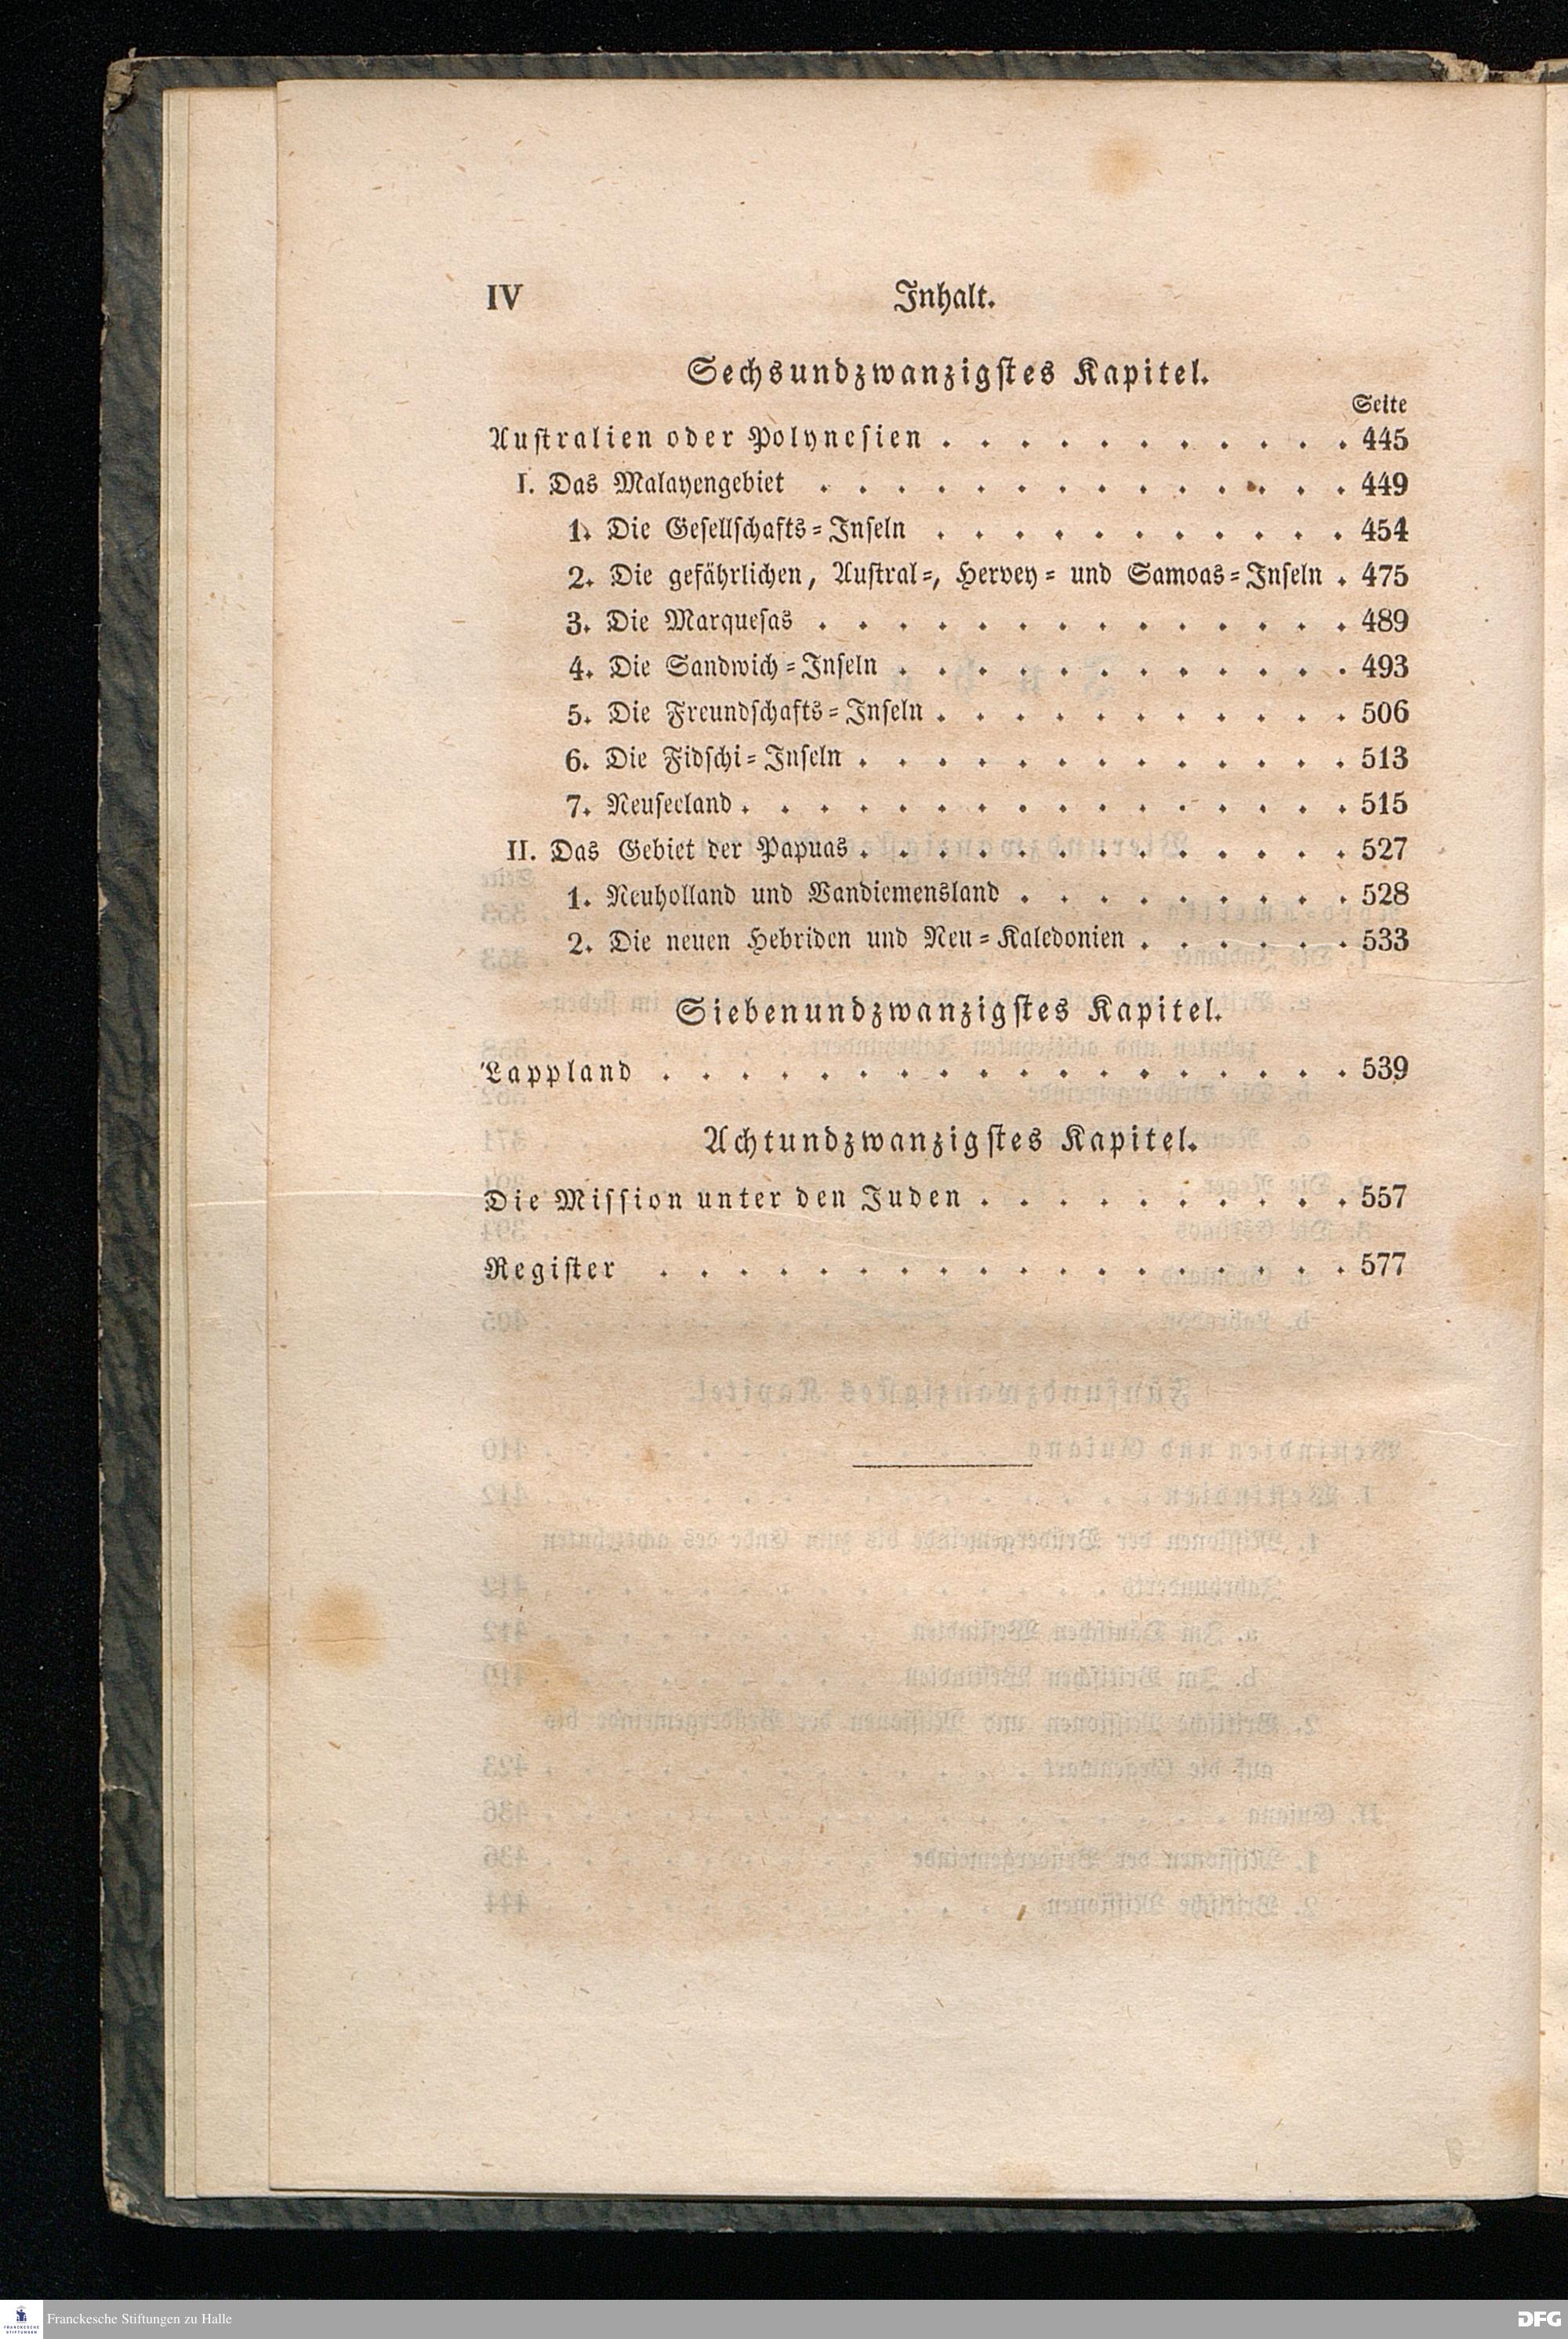 IV Inhalt.
Sechsundzwanzigstes Kapitel.
Seite
Australien oder Polynesien . . . . . . . . . . . 445
I. Das Malayengebiet . . . . . . . . . . . . . . 449
1. Die Gesellschafts=Inseln . . . . . . . . . . . 454
2. Die gefährlichen, Austral=, Hervey= und Samoas=Inseln . 475
3. Die Marquesas . . . . . . . . . . . . . . 489
4. Die Sandwich=Inseln . . . . . . . . . . . . 493
5. Die Freundschafts=Inseln . . . . . . . . . . . 506
6. Die Fidschi=Inseln . . . . . . . . . . . . . 513
7. Neuseeland . . . . . . . . . . . . . . . . 515
II. Das Gebiet der Papuas . . . . . . . . . . . . . 527
1. Neuholland und Vandiemensland . . . . . . . . . 528
2. Die neuen Hebriden und Neu=Kaledonien . . . . . . 533
Siebenundzwanzigstes Kapitel.
Lappland . . . . . . . . . . . . . . . . . . 539
Achtundzwanzigstes Kapitel.
Die Mission unter den Juden . . . . . . . . . . 557
Register . . . . . . . . . . . . . . . . . . 577
Franckesche Stiftungen zu Halle
DFG